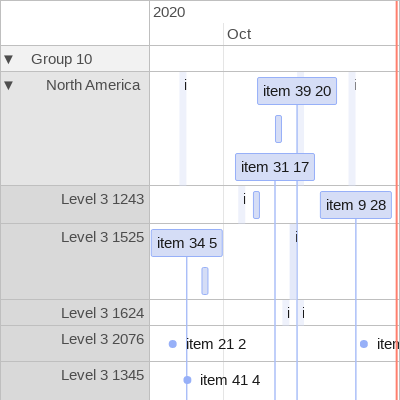 2020
Oct
▼ Group 10
▼ North America
i
item 39 20
i
item 31 17
Level 3 1243
i
item 9 28
Level 3 1525
item 34 5
i
Level 3 1624
i
i
Level 3 2076
item 21 2
iten
Level 3 1345
item 41 4